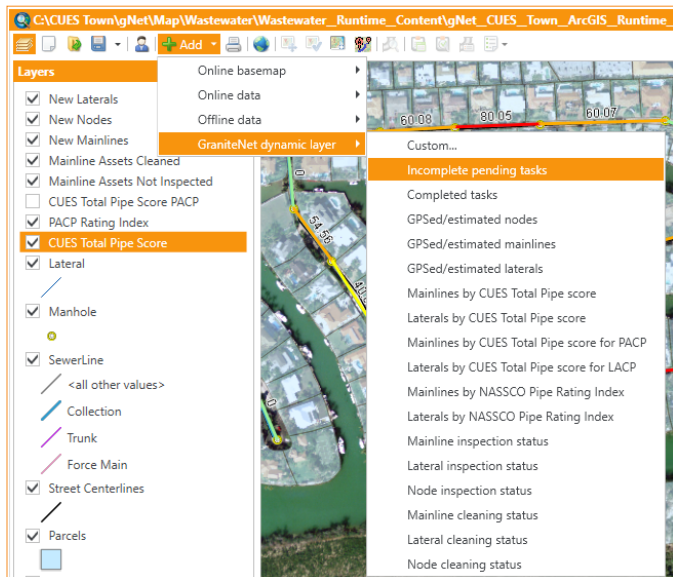 C:\CUES Town\gNet\Map\Wastewater\Wastewater_Runtime_Content\gNet_CUES_Town_ArcGIS_Runtime_
Add
Layers
New Laterals
New Nodes
New Mainlines
Mainline Assets Cleaned
Mainline Assets Not Inspected
CUES Total Pipe Score PACP
PACP Rating Index
CUES Total Pipe Score
Lateral
Manhole
SewerLine
<all other values>
Collection
Trunk
Force Main
Street Centerlines
Parcels
Online basemap
Online data
Offline data
GraniteNet dynamic layer
Custom...
Incomplete pending tasks
Completed tasks
GPSed/estimated nodes
GPSed/estimated mainlines
GPSed/estimated laterals
Mainlines by CUES Total Pipe score
Laterals by CUES Total Pipe score
Mainlines by CUES Total Pipe score for PACP
Laterals by CUES Total Pipe score for LACP
Mainlines by NASSCO Pipe Rating Index
Laterals by NASSCO Pipe Rating Index
Mainline inspection status
Lateral inspection status
Node inspection status
Mainline cleaning status
Lateral cleaning status
Node cleaning status
60.08
80.05
60.07
0
54.56
0